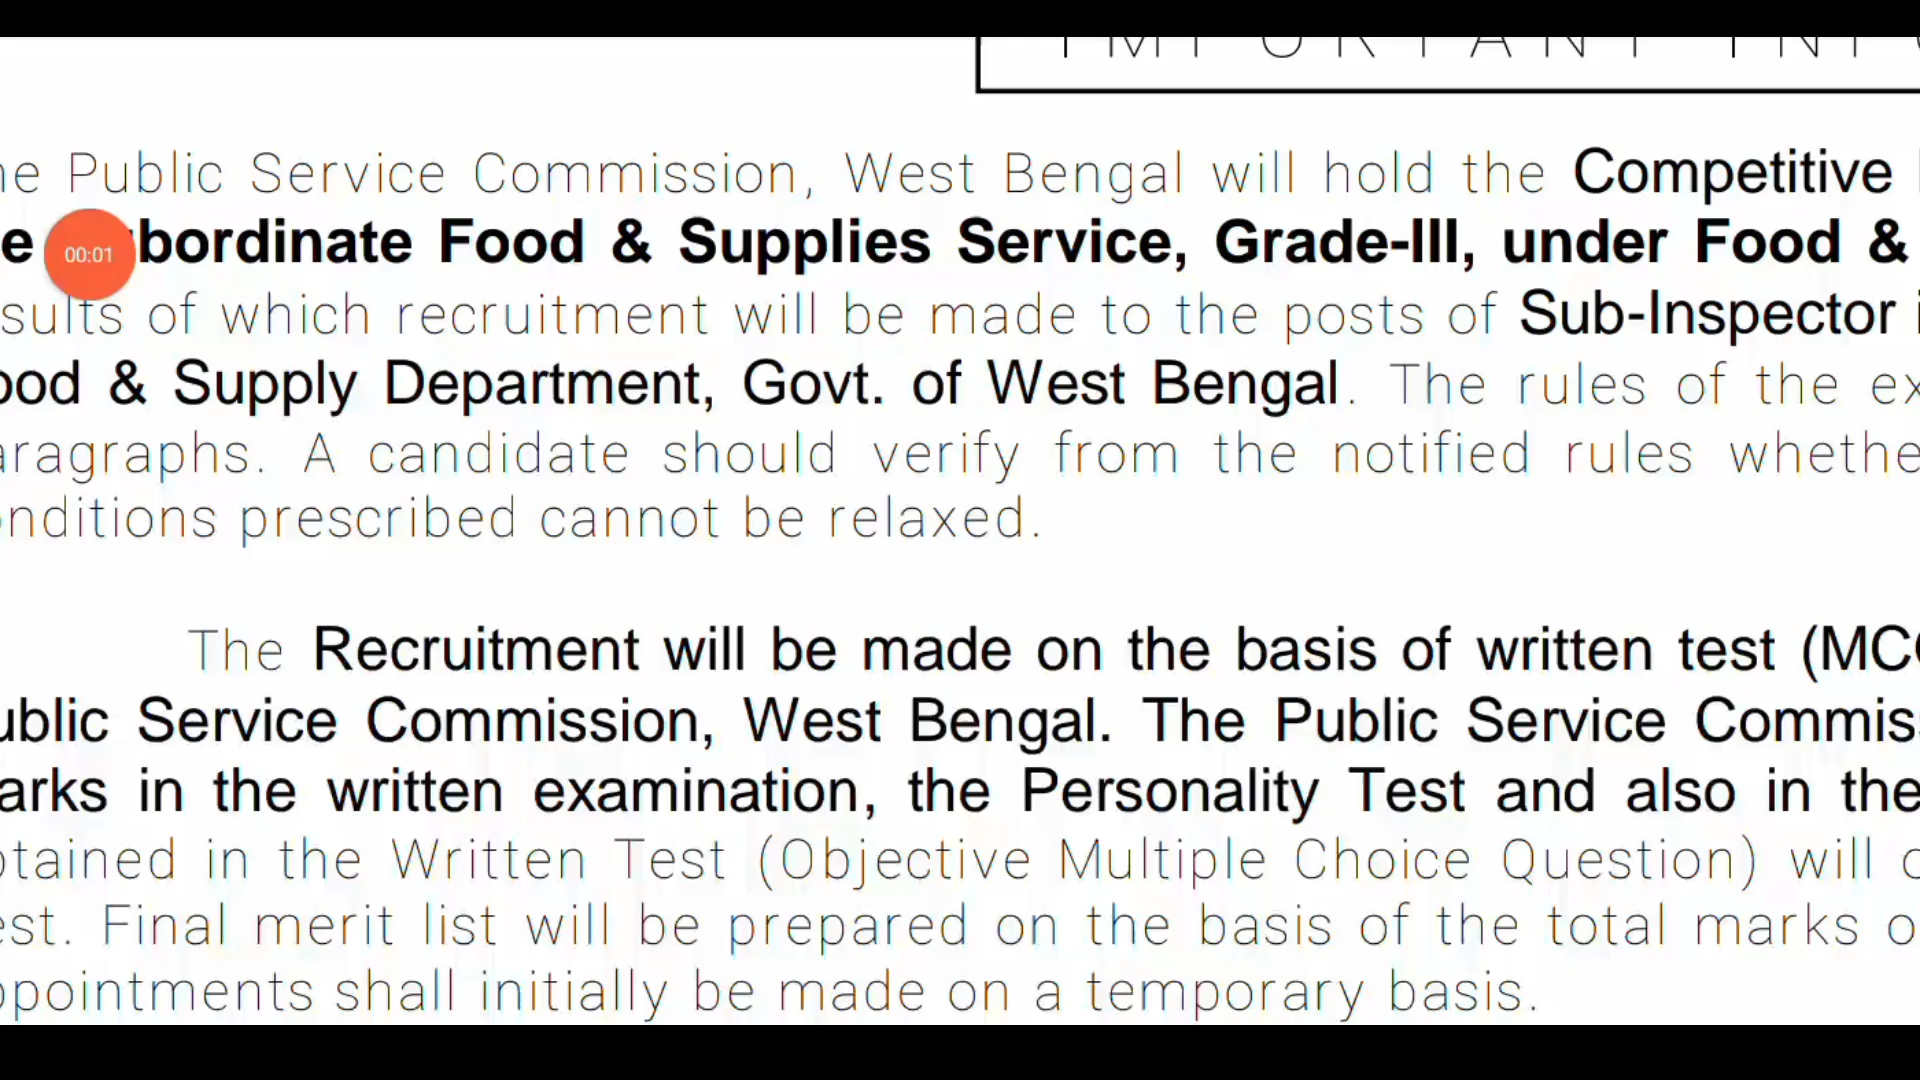 IMPORTANT
he Public Service Commission, West Bengal will hold the Competitive
bordinate Food & Supplies Service, Grade-III, under Food &
00:01
sults of which recruitment will be made to the posts of Sub-Inspector
ood & Supply Department, Govt. of West Bengal. The rules of the ex
aragraphs. A candidate should verify from the notified rules whethe
onditions prescribed cannot be relaxed.
The Recruitment will be made on the basis of written test (MC
ublic Service Commission, West Bengal. The Public Service Commis
arks in the written examination, the Personality Test and also in the
btained in the Written Test (Objective Multiple Choice Question) will
est. Final merit list will be prepared on the basis of the total marks o
ppointments shall initially be made on a temporary basis.